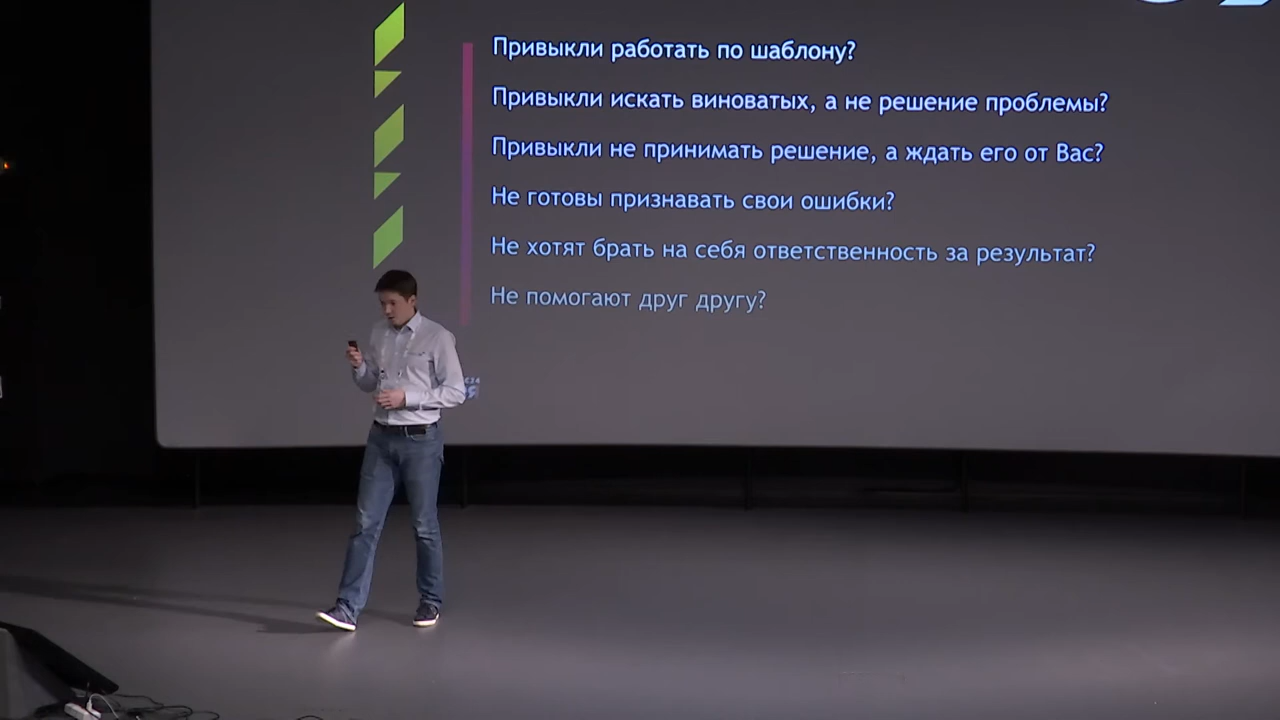 Привыкли работать по шаблону?
Привыкли искать виноватых, а не решение проблемы?
Привыкли не принимать решение, а ждать его от Вас?
Не готовы признавать свои ошибки?
Не хотят брать на себя ответственность за результат?
Не помогают друг другу?